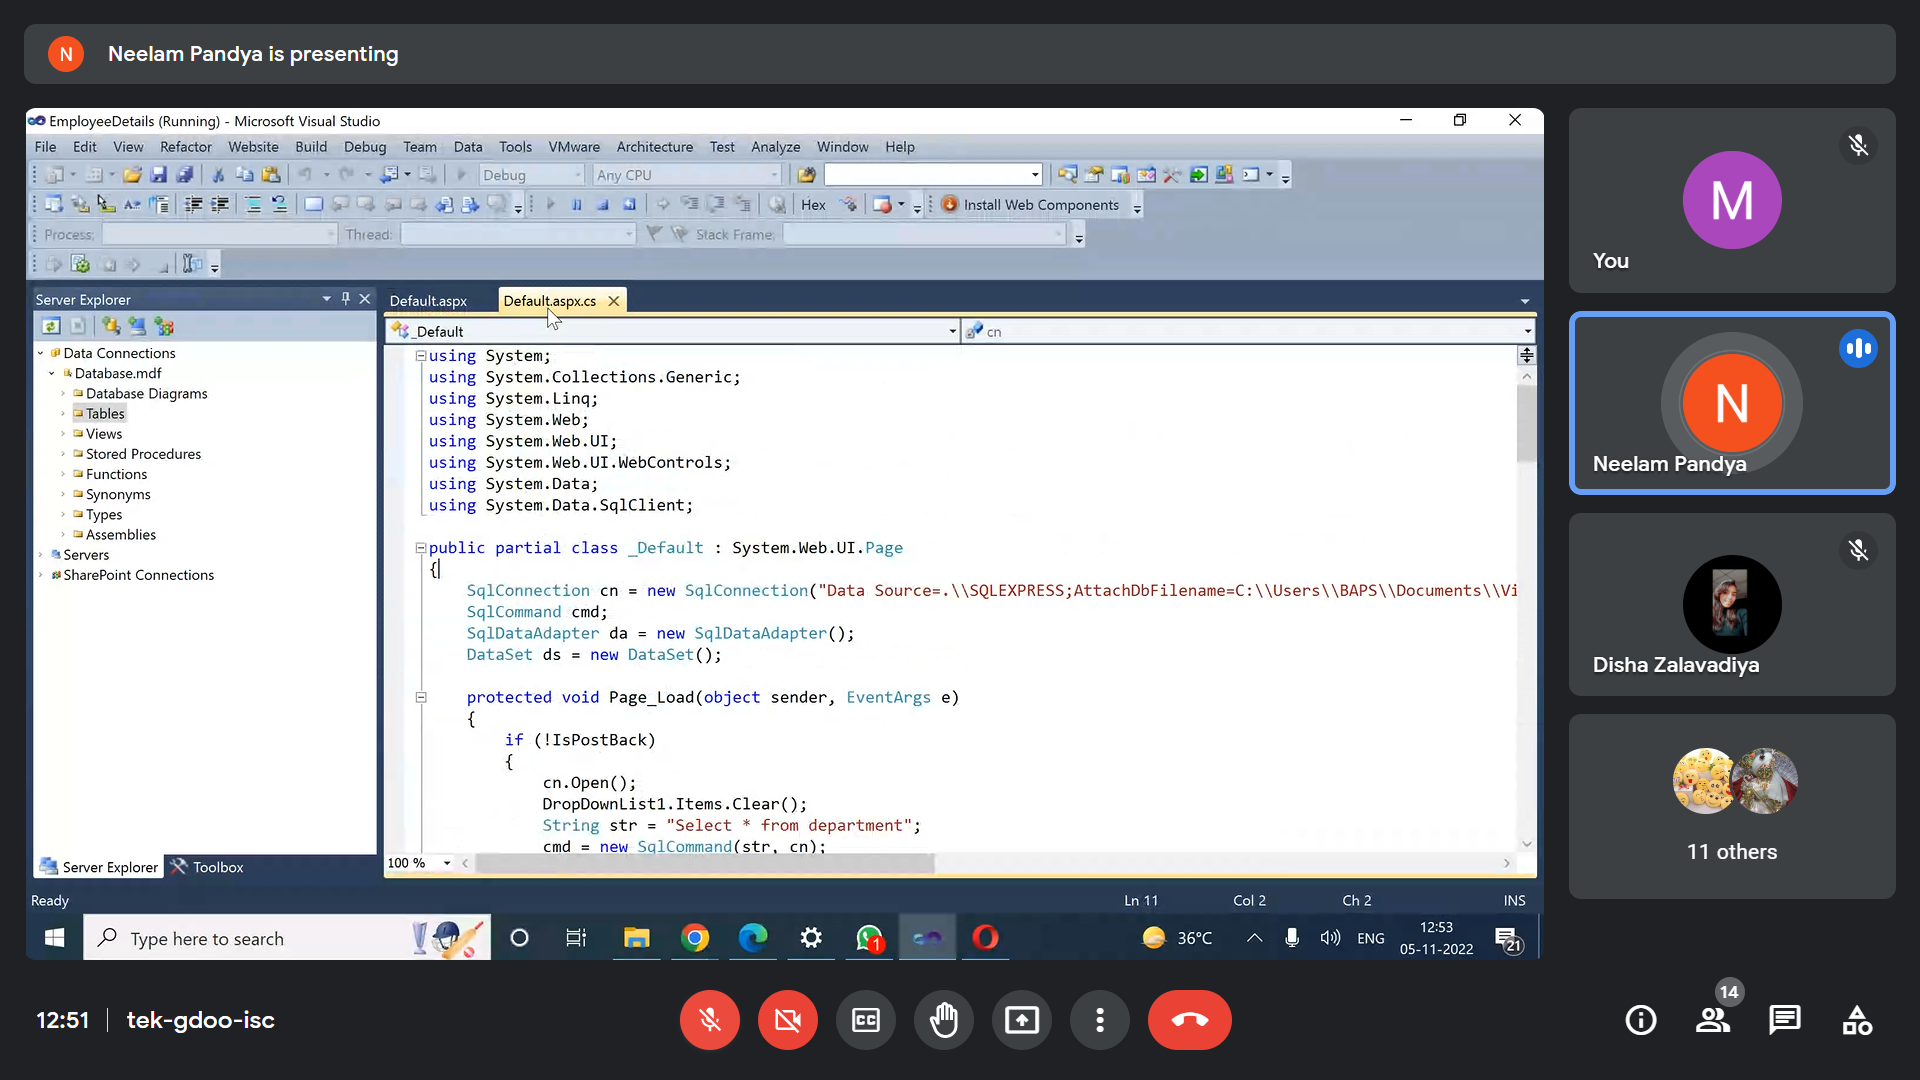 N Neelam Pandya is presenting
EmployeeDetails (Running) - Microsoft Visual Studio
File Edit View Refactor Website Build Debug Team Data Tools VMware Architecture Test Analyze Window Help
Debug Any CPU
Hex Install Web Components
Process: Thread: Stack Frame:
Server Explorer
Data Connections
Database.mdf
Database Diagrams
Tables
Views
Stored Procedures
Functions
Synonyms
Types
Assemblies
Servers
SharePoint Connections
Server Explorer Toolbox
Default.aspx Default.aspx.cs
_Default cn
using System;
using System.Collections.Generic;
using System.Linq;
using System.Web;
using System.Web.UI;
using System.Web.UI.WebControls;
using System.Data;
using System.Data.SqlClient;
public partial class _Default : System.Web.UI.Page
{
SqlConnection cn = new SqlConnection("Data Source=.\\SQLEXPRESS;AttachDbFilename=C:\\Users\\BAPS\\Documents\\Vi
SqlCommand cmd;
SqlDataAdapter da = new SqlDataAdapter();
DataSet ds = new DataSet();
protected void Page_Load(object sender, EventArgs e)
{
if (!IsPostBack)
{
cn.Open();
DropDownList1.Items.Clear();
String str = "Select * from department";
cmd = new SqlCommand(str, cn);
100 %
Ready Ln 11 Col 2 Ch 2 INS
Type here to search 1 36°C ENG 12:53
05-11-2022 21
M
You
N
Neelam Pandya
Disha Zalavadiya
11 others
12:51 tek-gdoo-isc CC 14